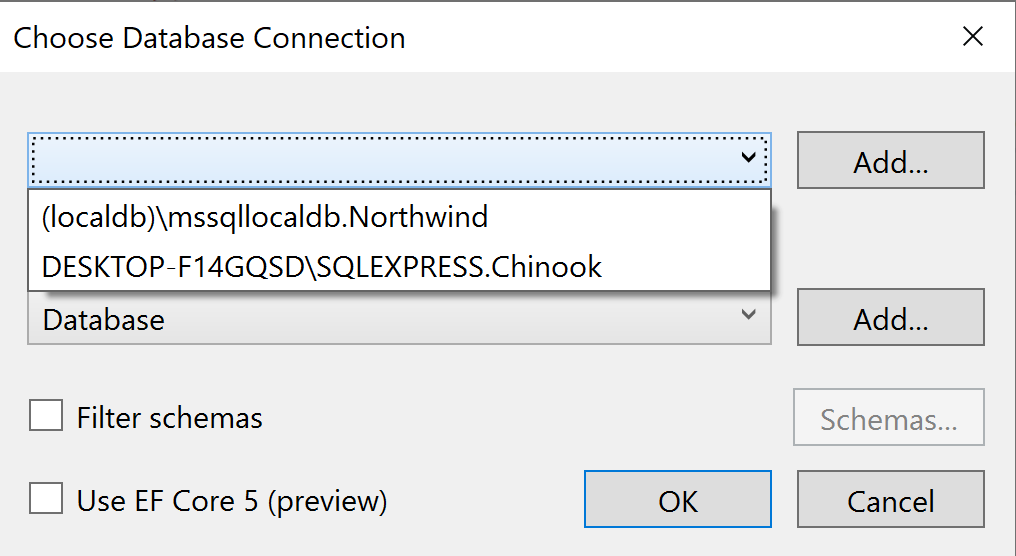 Choose Database Connection
Add...
(localdb)\mssqllocaldb.Northwind
DESKTOP-F14GQSD\SQLEXPRESS.Chinook
Database
Add...
Filter schemas
Schemas...
Use EF Core 5 (preview)
OK
Cancel